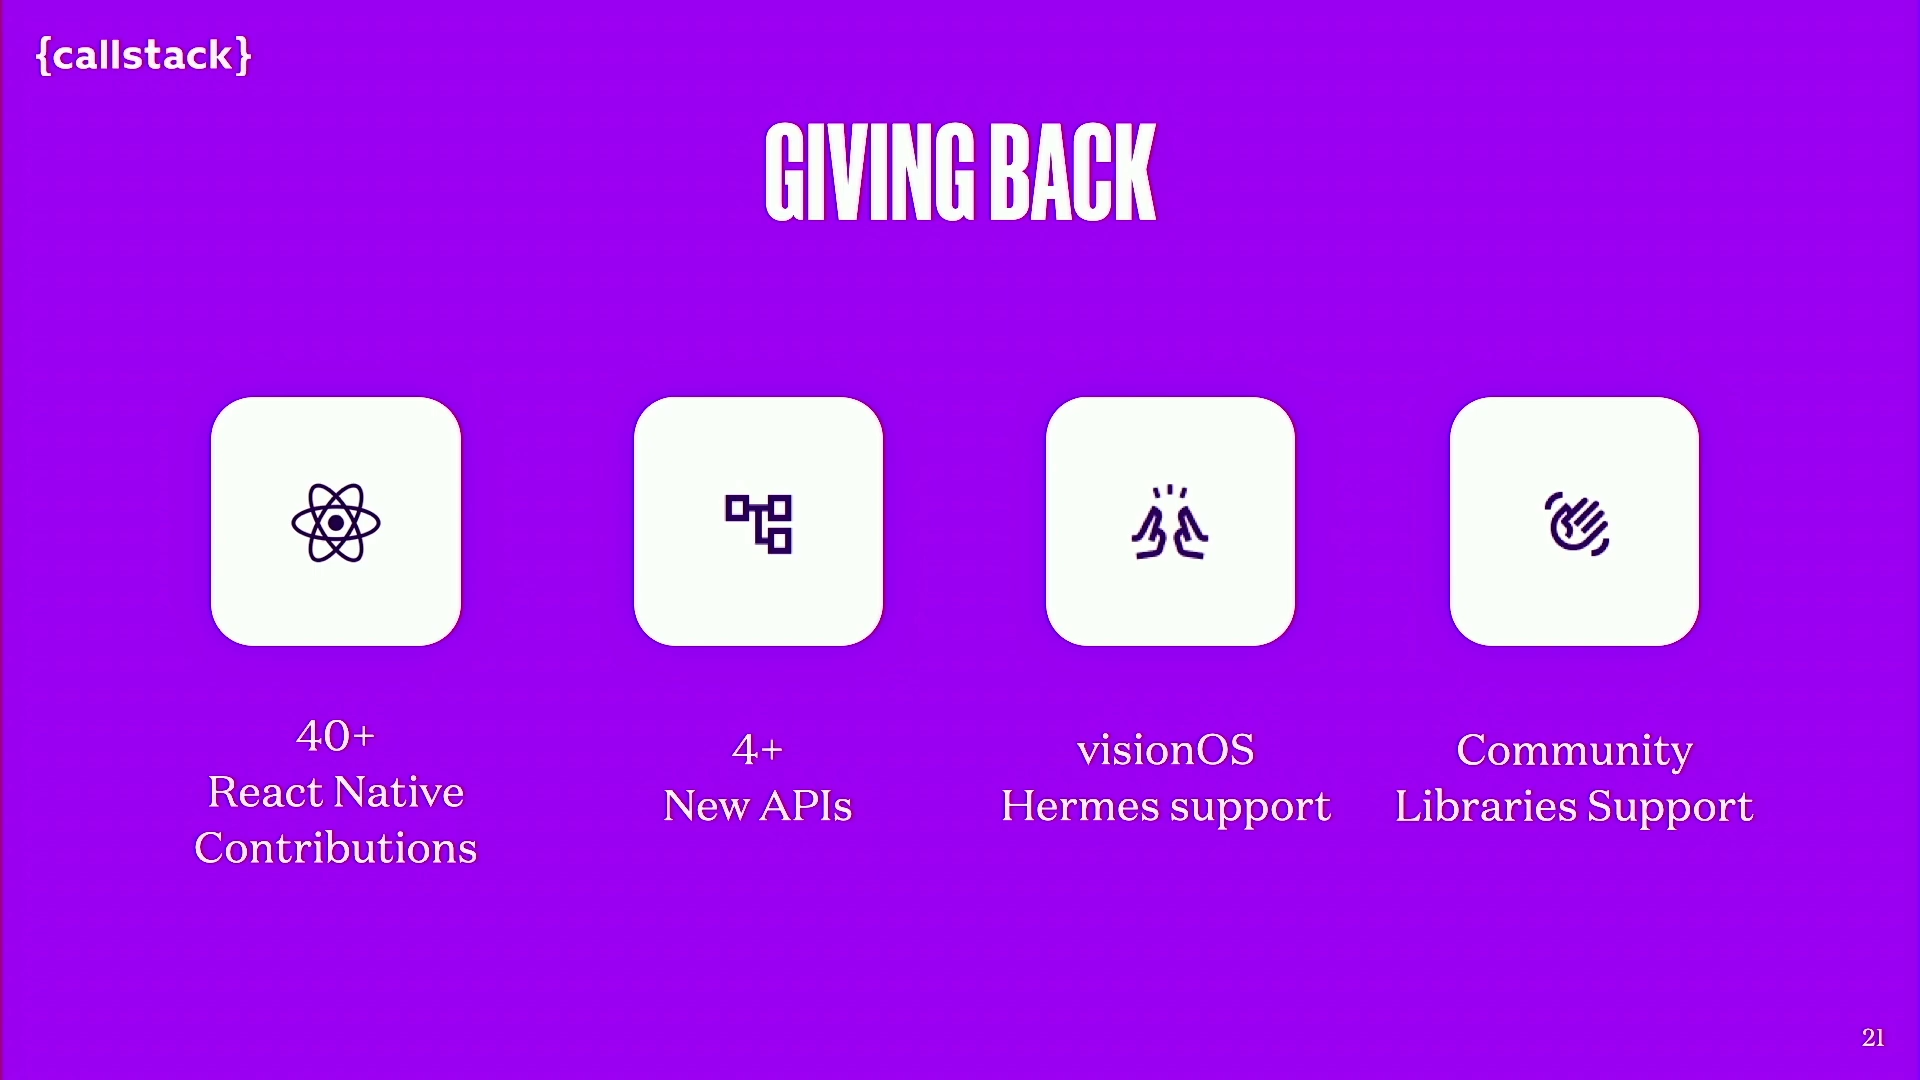 {callstack}
GIVING BACK
40+
React Native
Contributions
4+
New APIs
visionOS
Hermes support
Community
Libraries Support
21